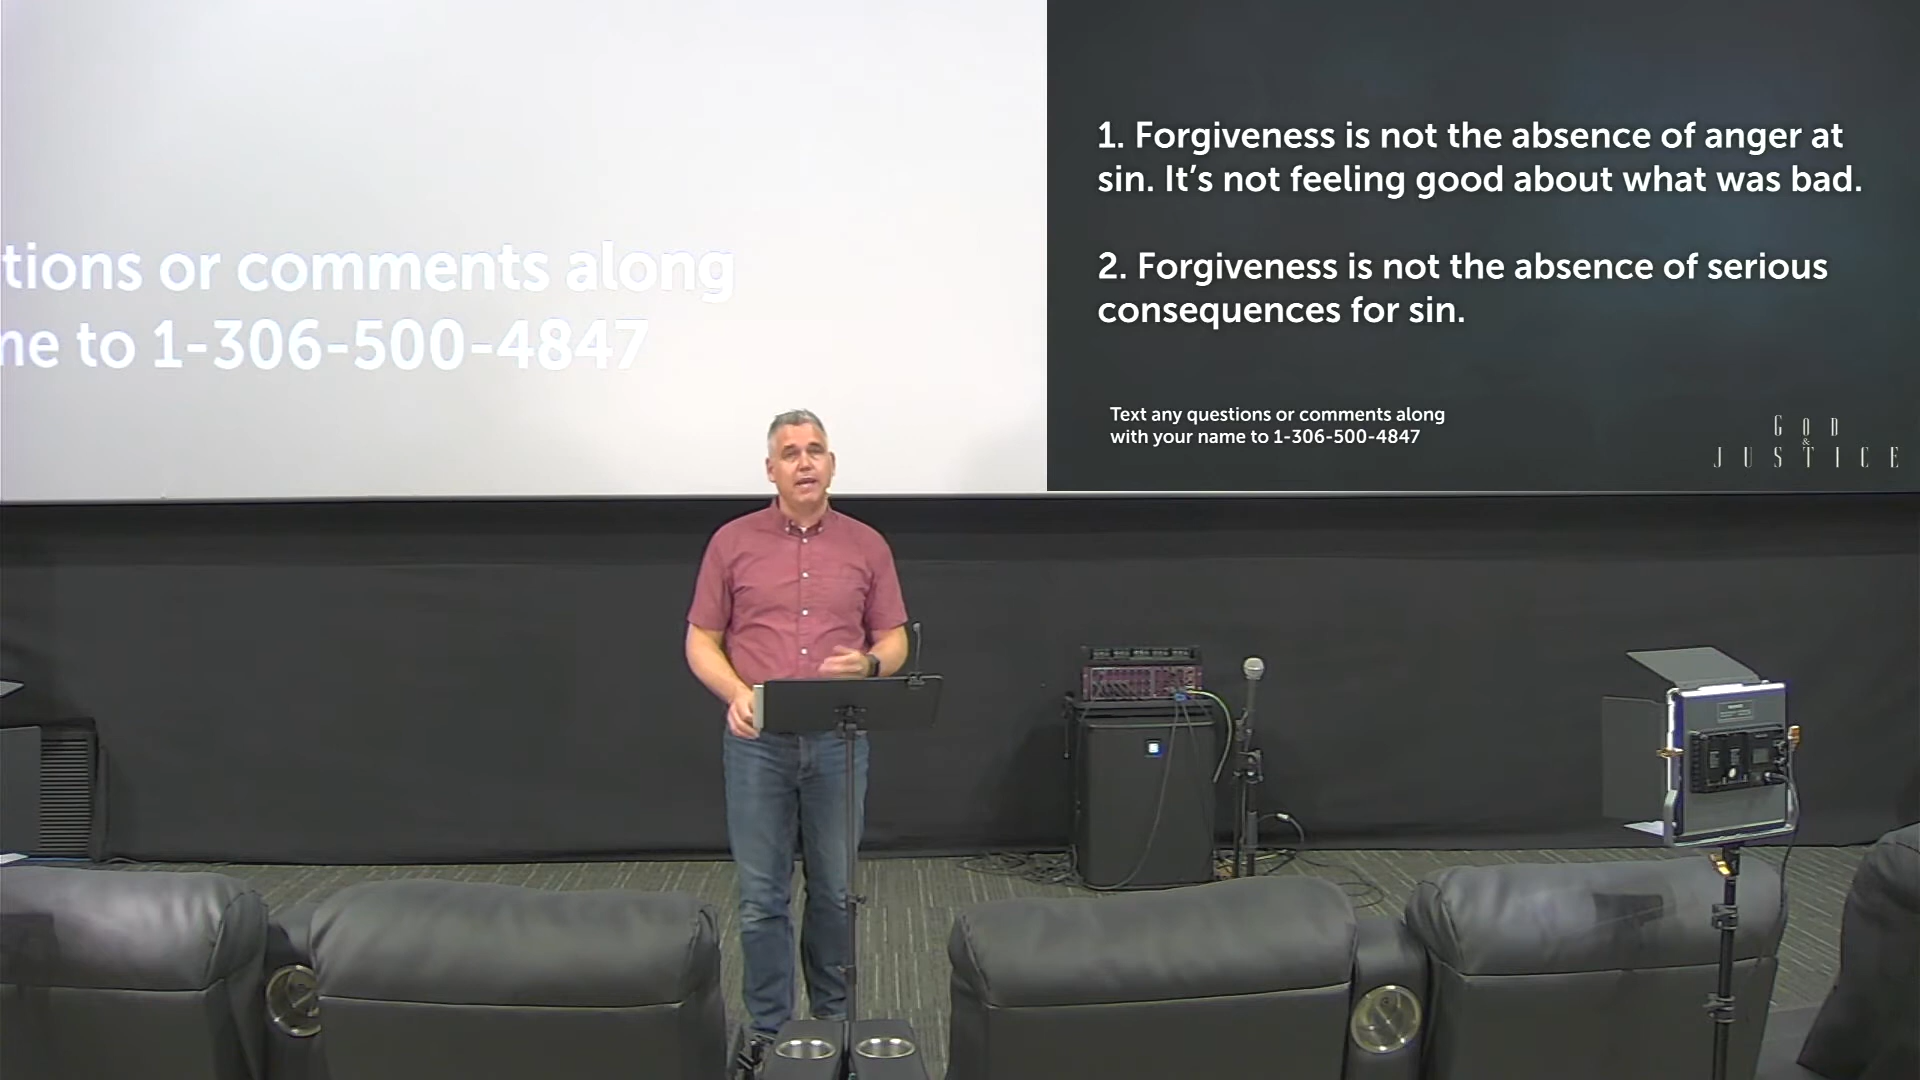 tions or comments along
me to 1-306-500-4847
1. Forgiveness is not the absence of anger at
sin. It's not feeling good about what was bad.
2. Forgiveness is not the absence of serious
consequences for sin.
Text any questions or comments along
with your name to 1-306-500-4847
GOD
&
JUSTICE